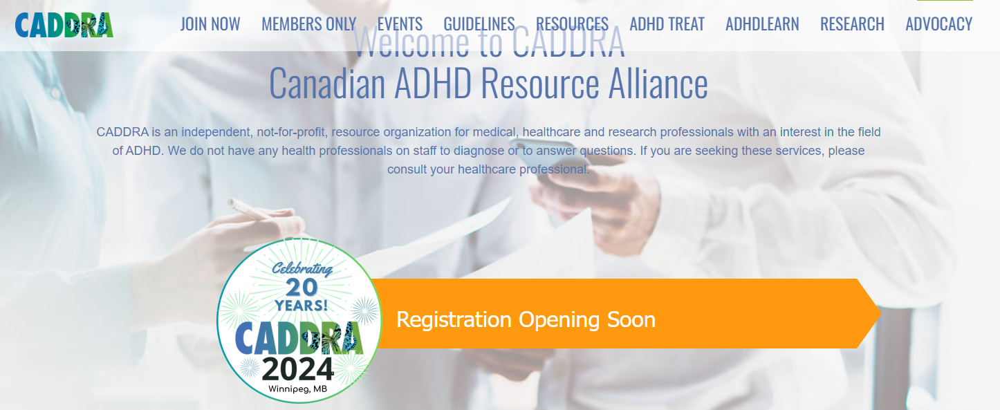 CADDRA
JOIN NOW MEMBERS ONLY EVENTS GUIDELINES RESOURCES ADHD TREAT ADHDLEARN RESEARCH ADVOCACY
Welcome to CADDRA
Canadian ADHD Resource Alliance
CADDRA is an independent, not-for-profit, resource organization for medical, healthcare and research professionals with an interest in the field
of ADHD. We do not have any health professionals on staff to diagnose or to answer questions. If you are seeking these services, please
consult your healthcare professional.
Celebrating
20
YEARS!
CADDRA
2024
Winnipeg, MB
Registration Opening Soon